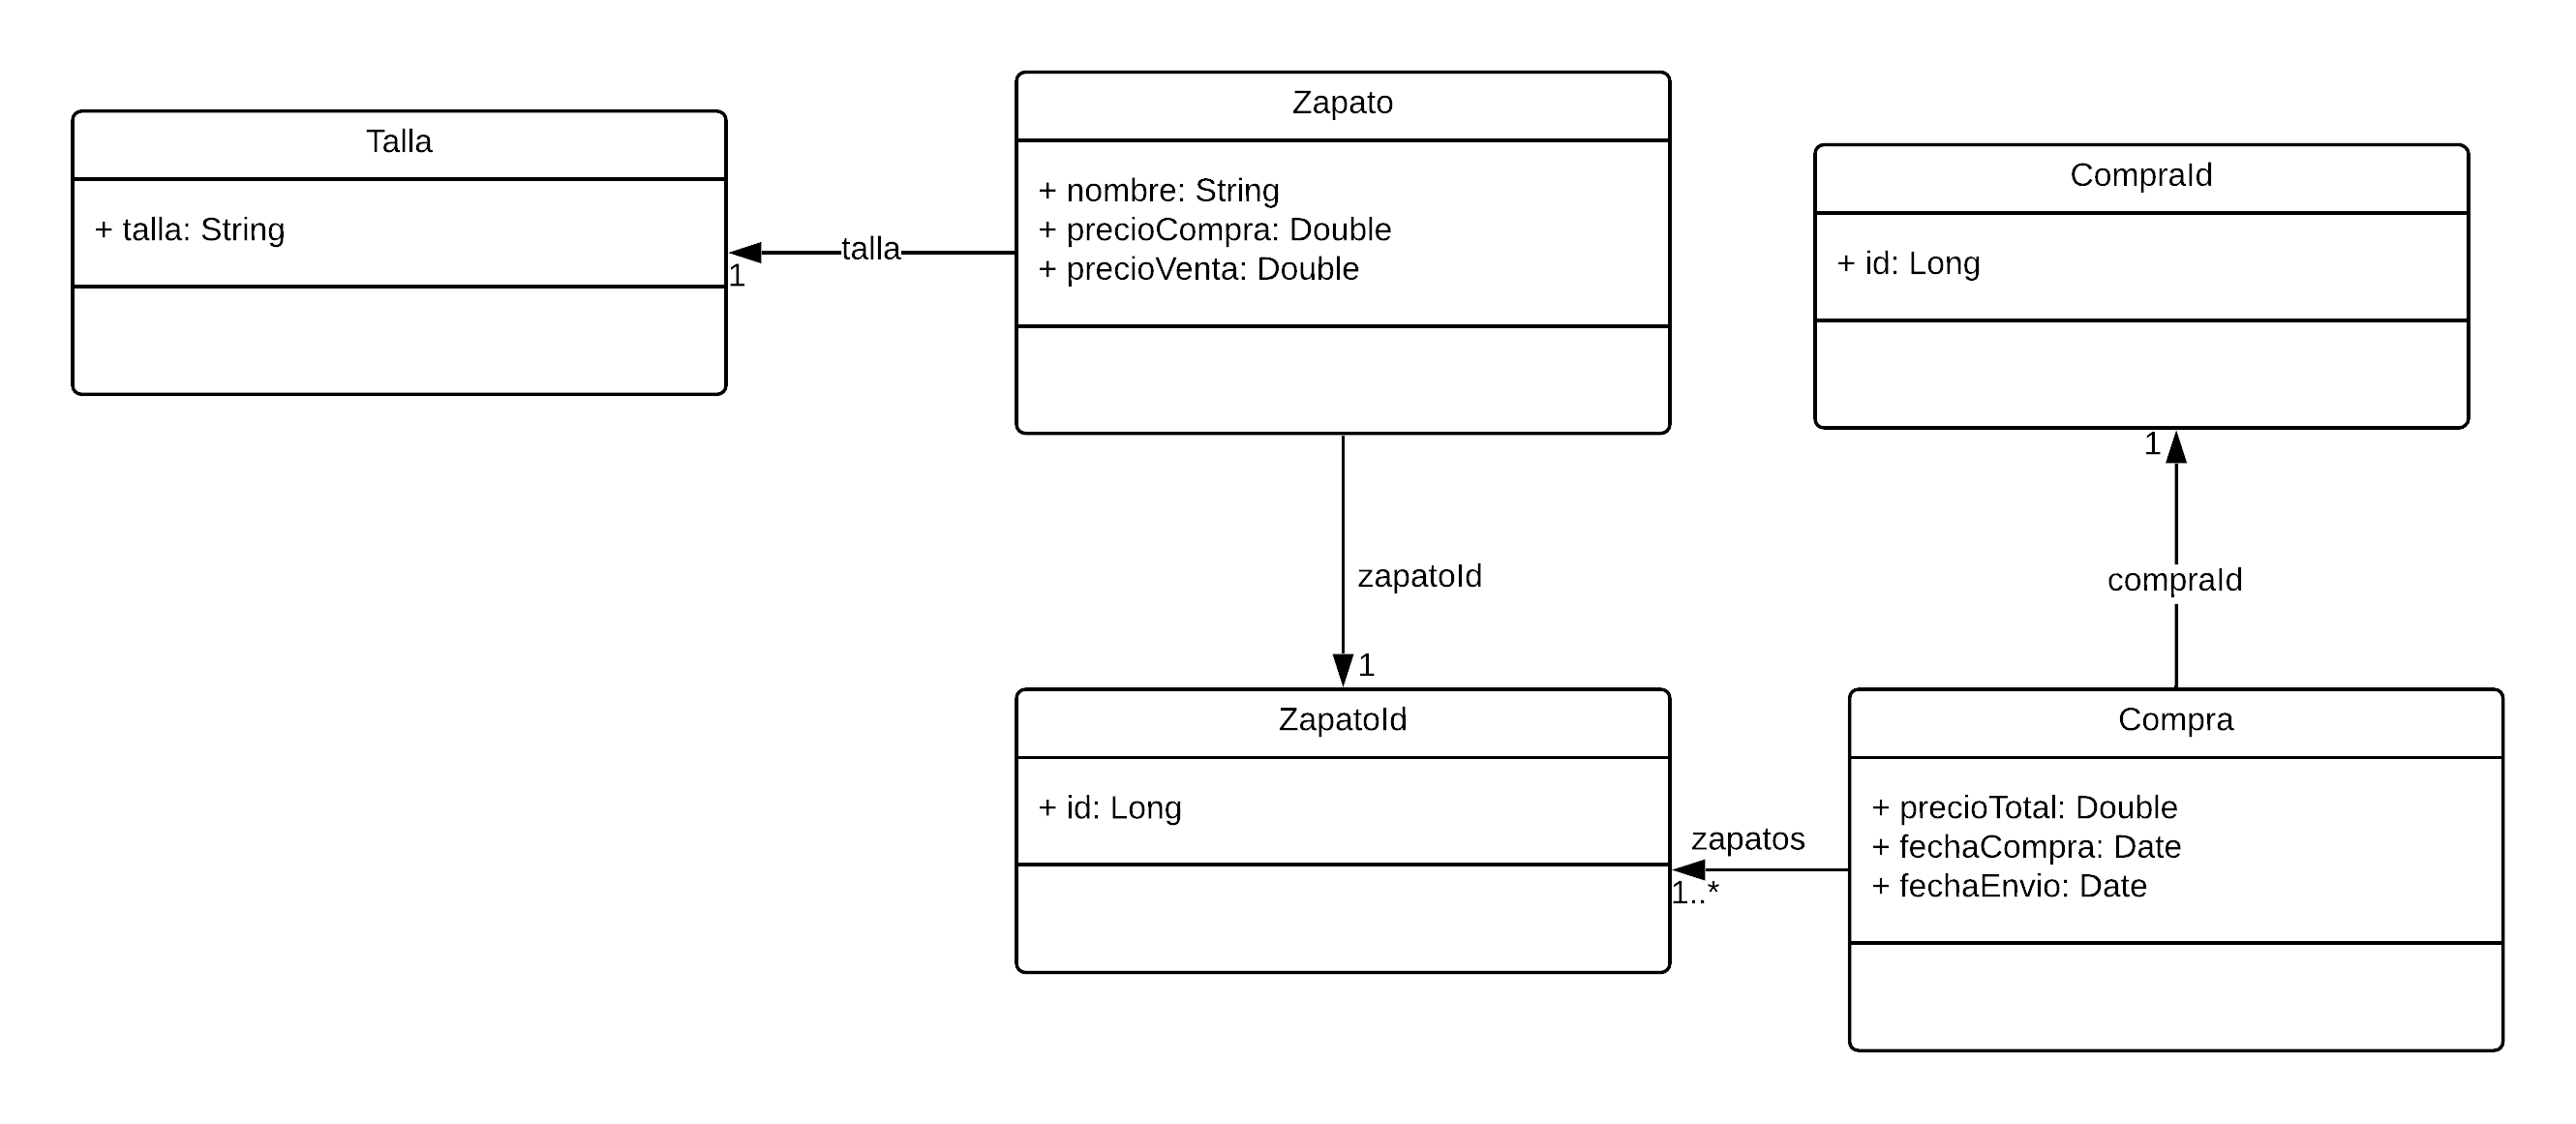 Talla
+ talla: String
talla
1
Zapato
+ nombre: String
+ precioCompra: Double
+ precioVenta: Double
CompraId
+ id: Long
1
compraId
zapatoId
1
ZapatoId
+ id: Long
zapatos
1..*
Compra
+ precioTotal: Double
+ fechaCompra: Date
+ fechaEnvio: Date